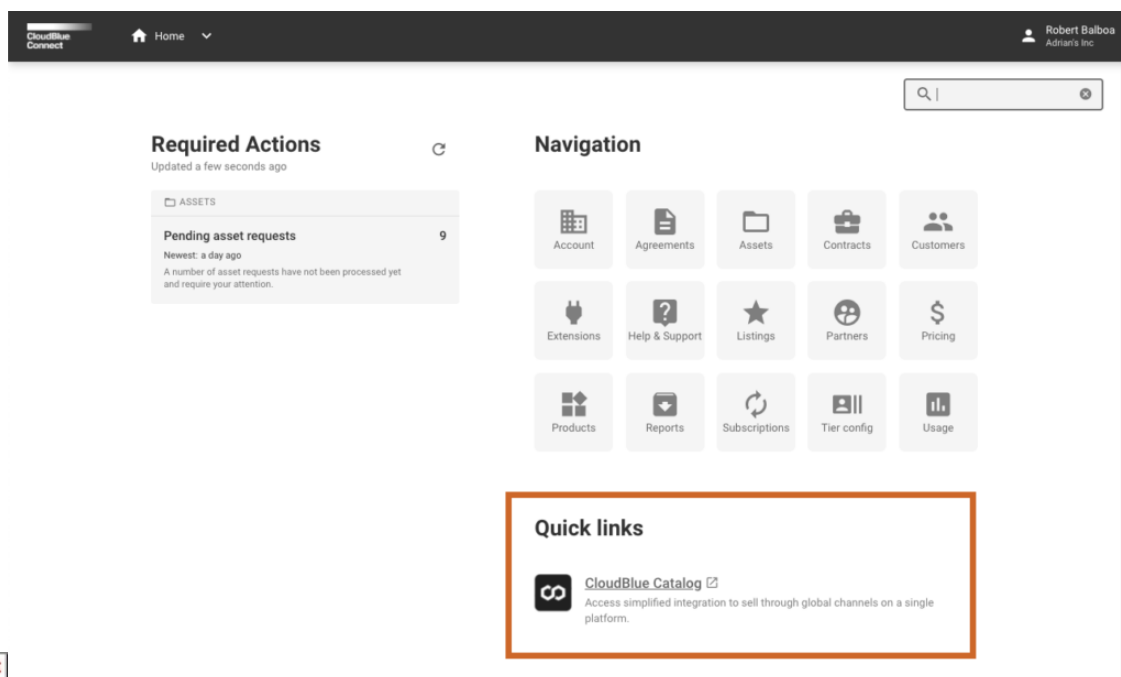 CloudBlue
Connect
Home
Robert Balboa
Adrian's Inc
Required Actions
Updated a few seconds ago
ASSETS
Pending asset requests 9
Newest: a day ago
A number of asset requests have not been processed yet
and require your attention.
Navigation
Account Agreements Assets Contracts Customers
Extensions Help & Support Listings Partners Pricing
Products Reports Subscriptions Tier config Usage
Quick links
CloudBlue Catalog
Access simplified integration to sell through global channels on a single
platform.